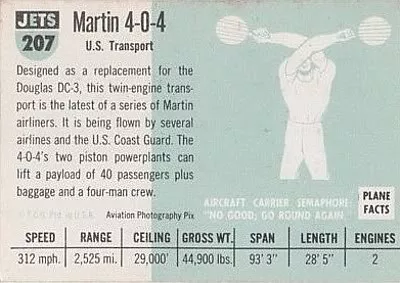 JETS
207
Martin 4-0-4
U.S. Transport
Designed as a replacement for the
Douglas DC-3, this twin-engine trans-
port is the latest of a series of Martin
airliners. It is being flown by several
airlines and the U.S. Coast Guard. The
4-0-4's two piston powerplants can
lift a payload of 40 passengers plus
baggage and a four-man crew.
©T.C.G. Ptd. in U.S.A. Aviation Photography Pix
AIRCRAFT CARRIER SEMAPHORE:
"NO GOOD; GO ROUND AGAIN."
PLANE
FACTS
SPEED RANGE CEILING GROSS WT. SPAN LENGTH ENGINES
312 mph. 2,525 mi. 29,000' 44,900 lbs. 93' 3" 28' 5" 2